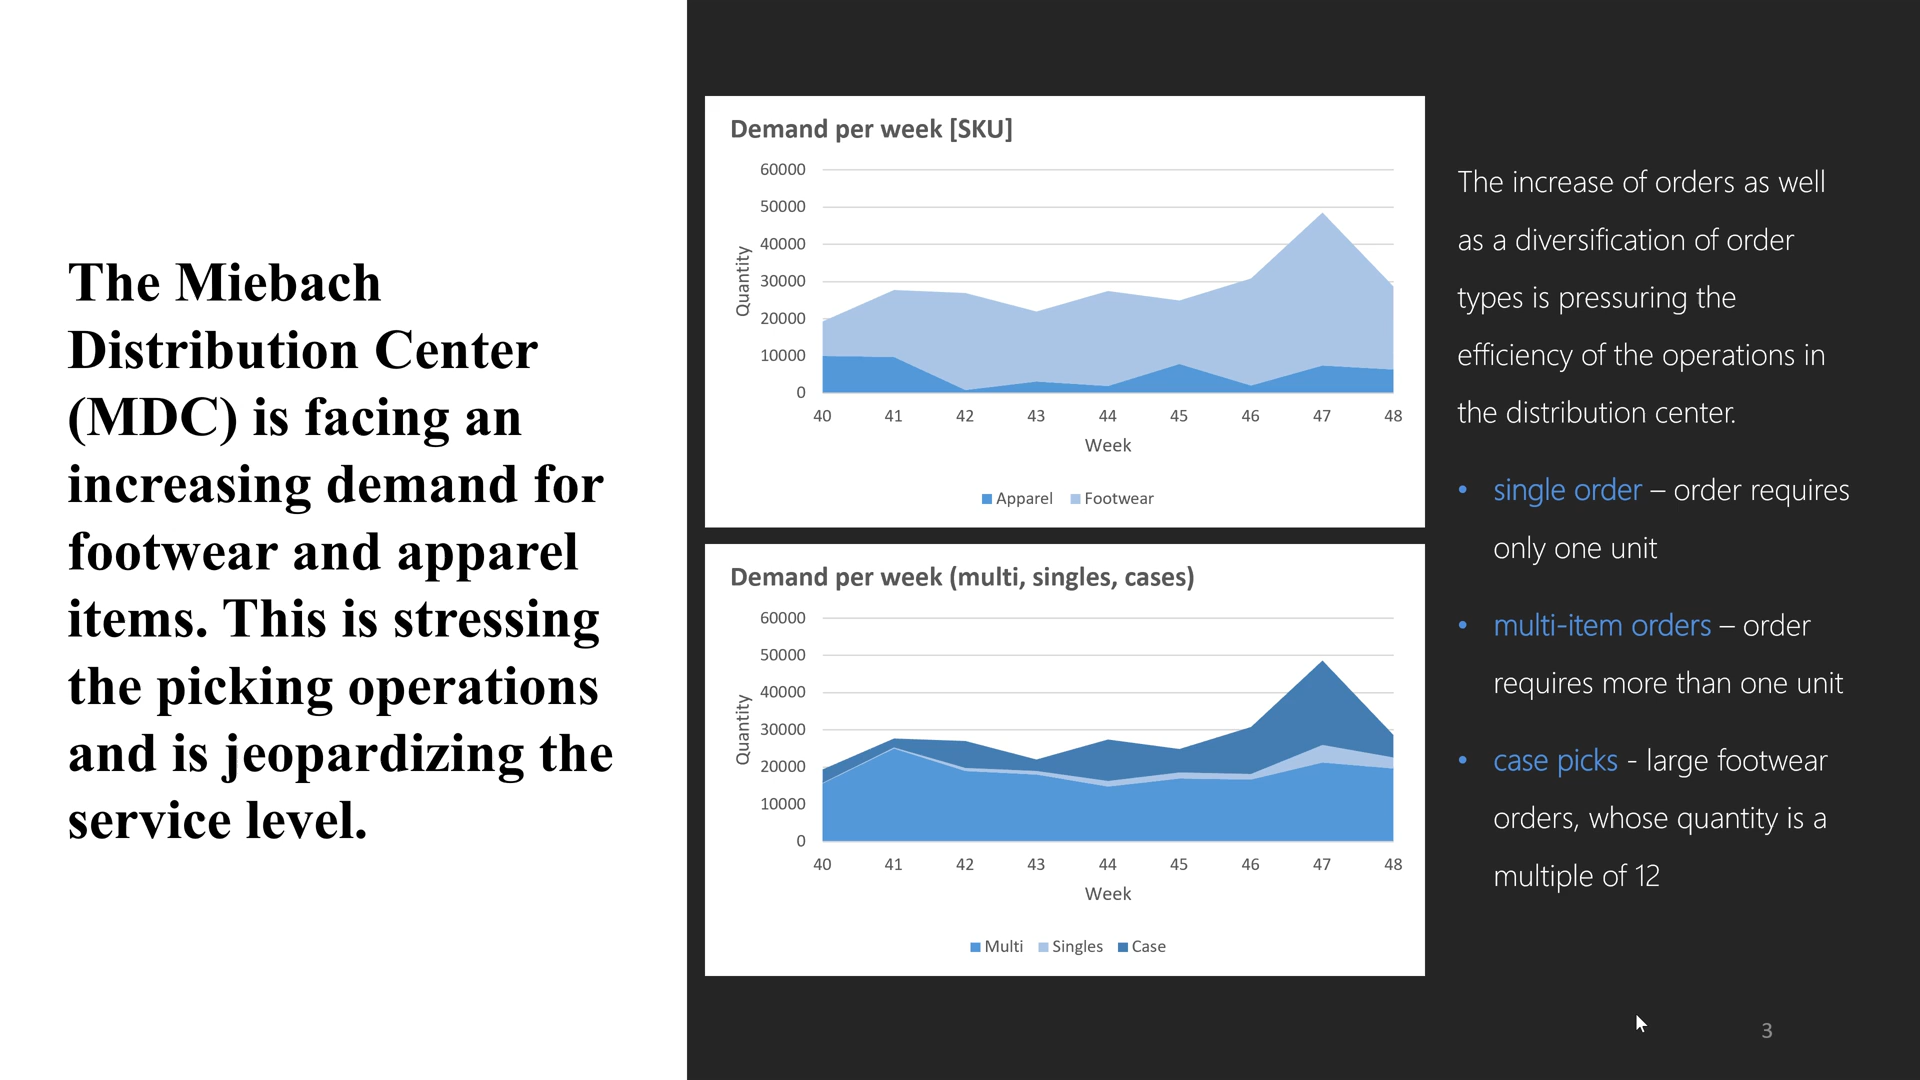 The Miebach
Distribution Center
(MDC) is facing an
increasing demand for
footwear and apparel
items. This is stressing
the picking operations
and is jeopardizing the
service level.
Demand per week [SKU]
60000
50000
40000
30000
20000
10000
0
Quantity
40 41 42 43 44 45 46 47 48
Week
Apparel Footwear
Demand per week (multi, singles, cases)
60000
50000
40000
30000
20000
10000
0
Quantity
40 41 42 43 44 45 46 47 48
Week
Multi Singles Case
The increase of orders as well
as a diversification of order
types is pressuring the
efficiency of the operations in
the distribution center.
• single order – order requires
only one unit
• multi-item orders – order
requires more than one unit
• case picks - large footwear
orders, whose quantity is a
multiple of 12
3